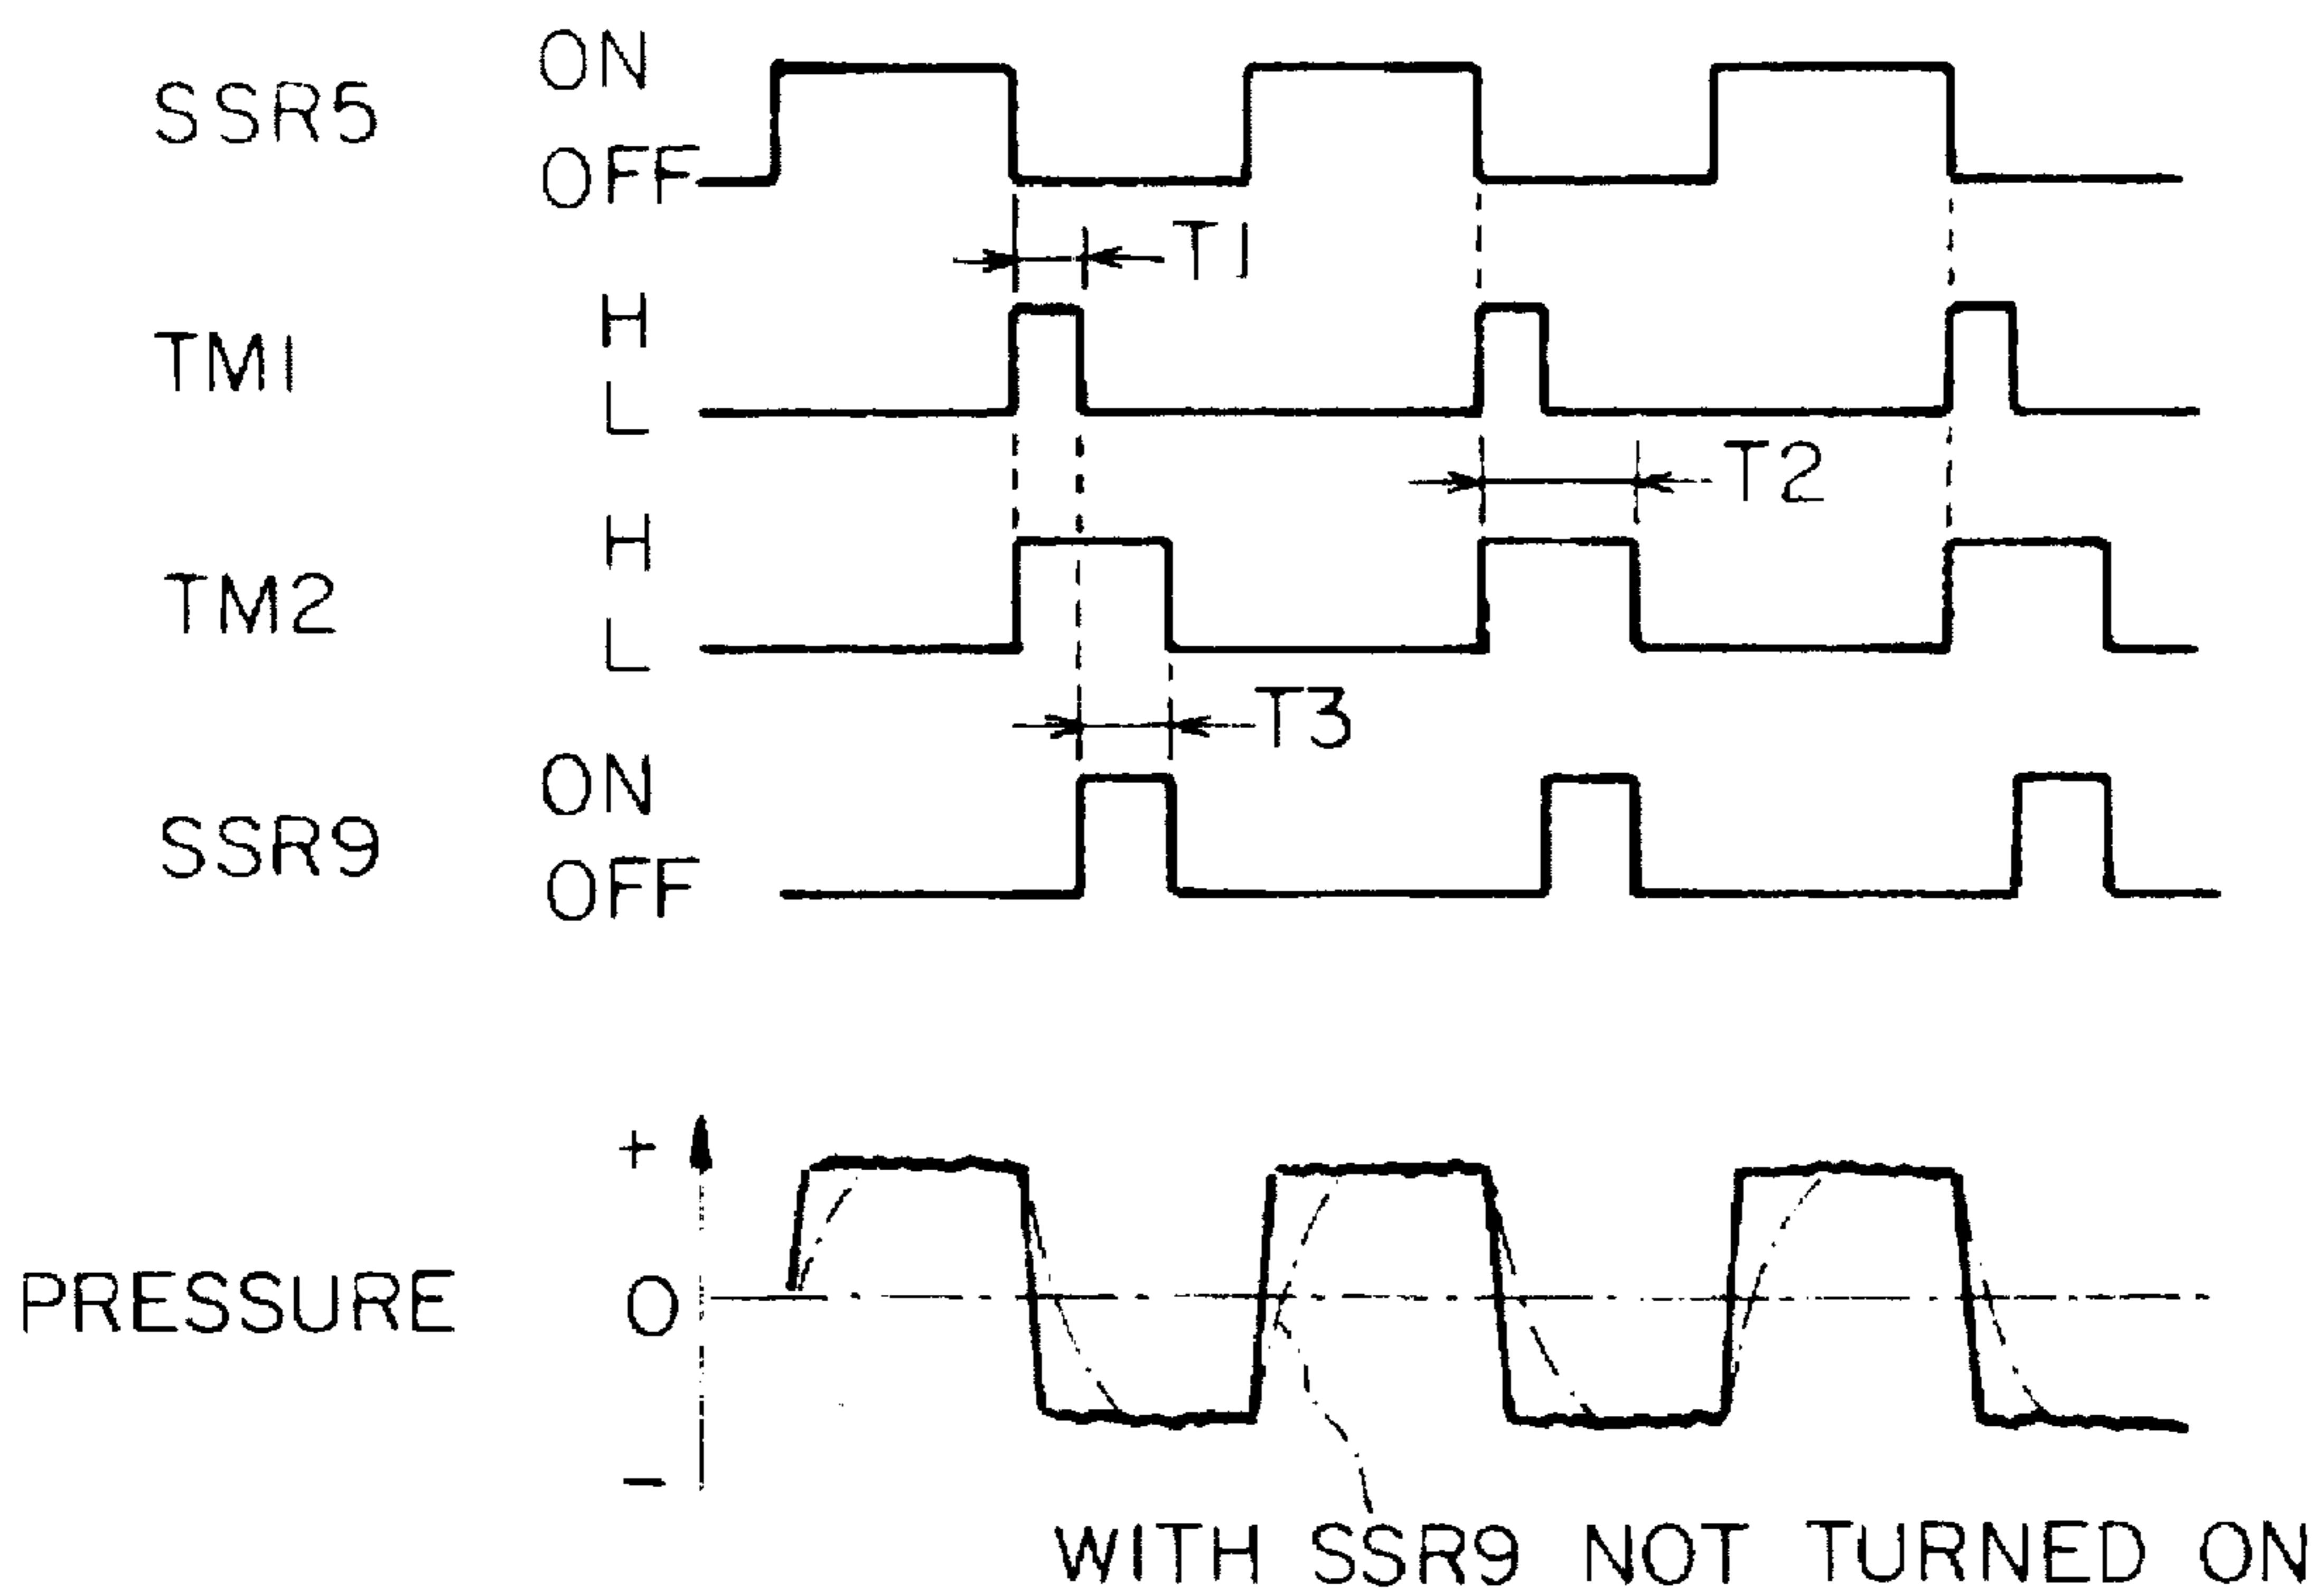 SSR5 ON
OFF
T1
TM1 H
L
T2
TM2 H
L
T3
SSR9 ON
OFF
+
PRESSURE 0
−
WITH SSR9 NOT TURNED ON